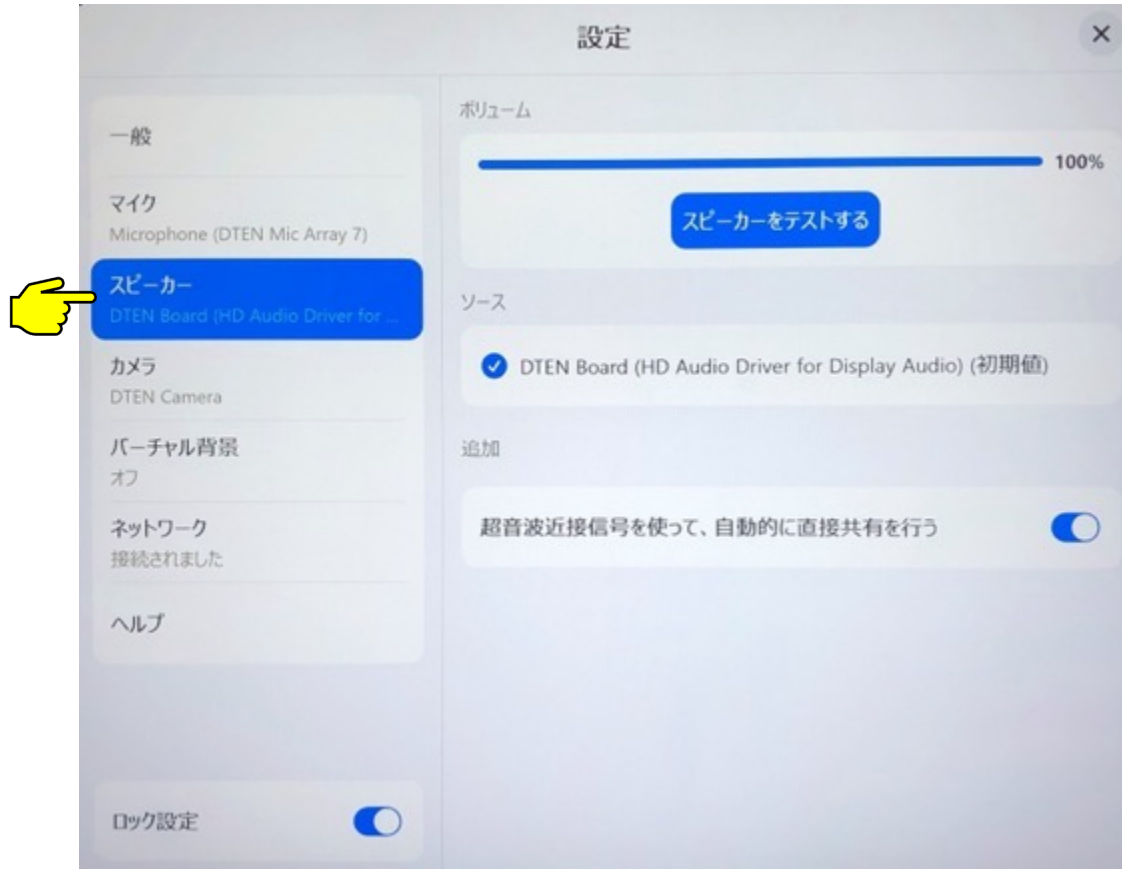 設定
一般
マイク
Microphone (DTEN Mic Array 7)
スピーカー
DTEN Board (HD Audio Driver for ...
カメラ
DTEN Camera
バーチャル背景
オフ
ネットワーク
接続されました
ヘルプ
ロック設定
ボリューム
100%
スピーカーをテストする
ソース
DTEN Board (HD Audio Driver for Display Audio) (初期値)
追加
超音波近接信号を使って、自動的に直接共有を行う